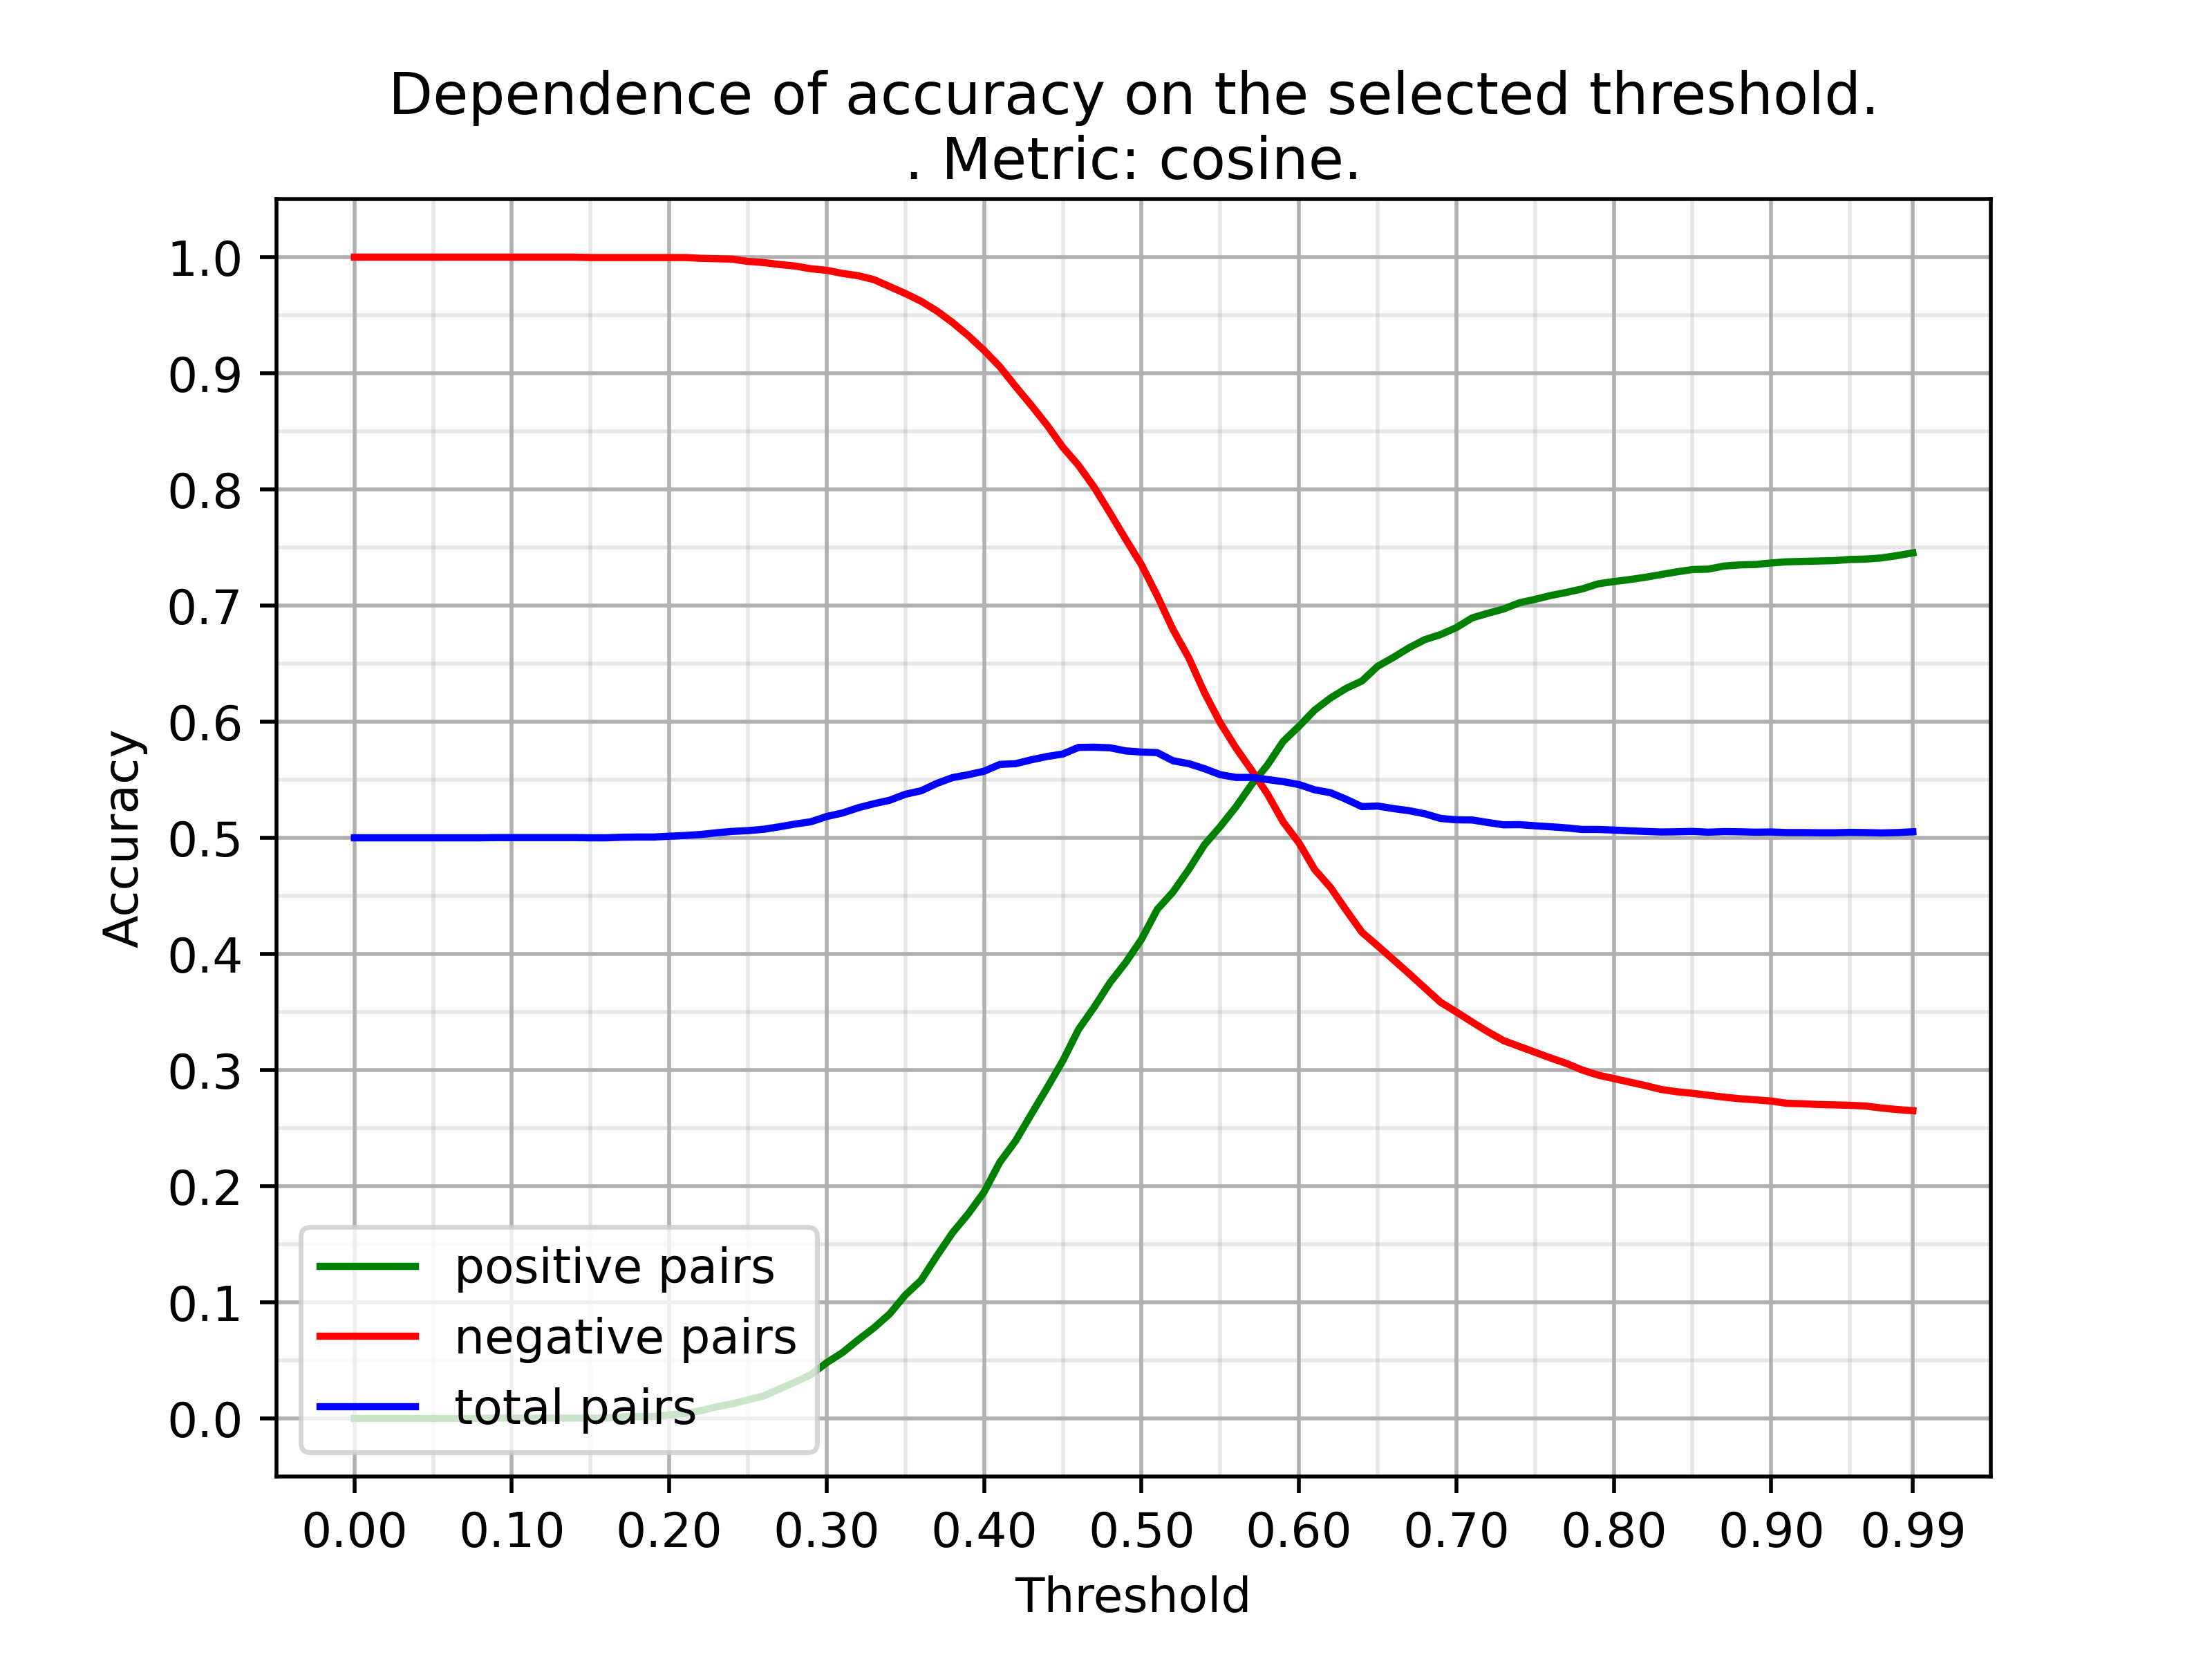 Dependence of accuracy on the selected threshold.
. Metric: cosine.
Accuracy
1.0
0.9
0.8
0.7
0.6
0.5
0.4
0.3
0.2
0.1
0.0
positive pairs
negative pairs
total pairs
0.00 0.10 0.20 0.30 0.40 0.50 0.60 0.70 0.80 0.90 0.99
Threshold